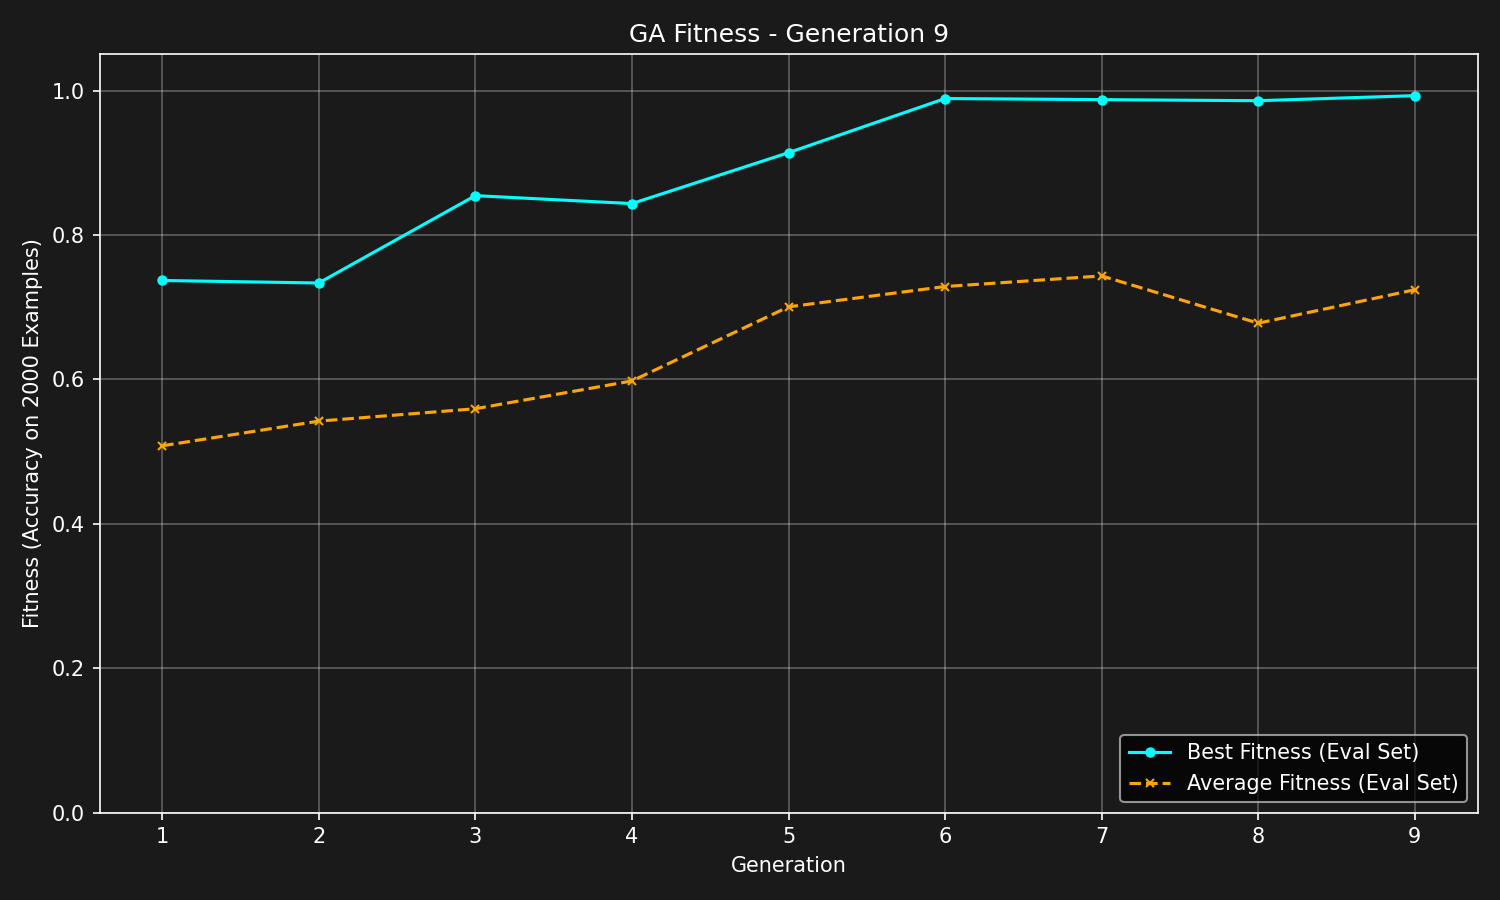 GA Fitness - Generation 9
Fitness (Accuracy on 2000 Examples)
1.0
0.8
0.6
0.4
0.2
0.0
1 2 3 4 5 6 7 8 9
Generation
Best Fitness (Eval Set)
Average Fitness (Eval Set)